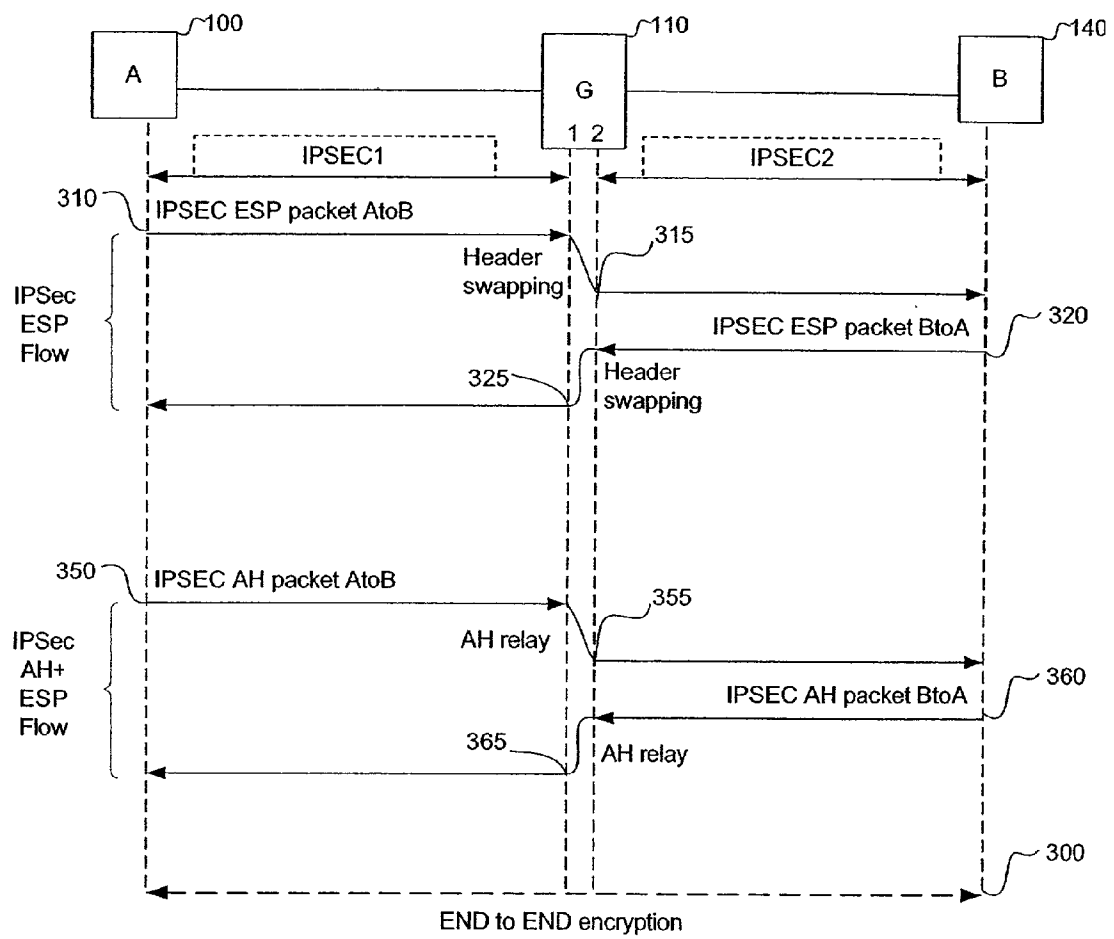 100
110
140
A
G
B
1 2
IPSEC1
IPSEC2
310
IPSEC ESP packet AtoB
315
Header
swapping
IPSec
ESP
Flow
IPSEC ESP packet BtoA
320
325
Header
swapping
350
IPSEC AH packet AtoB
355
AH relay
IPSec
AH+
ESP
Flow
360
IPSEC AH packet BtoA
365
AH relay
300
END to END encryption